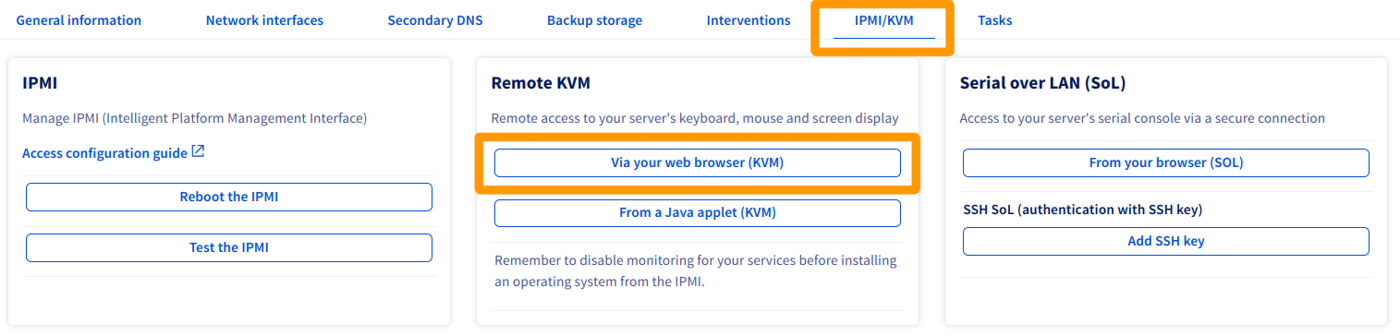 General information
Network interfaces
Secondary DNS
Backup storage
Interventions
IPMI/KVM
Tasks
IPMI
Manage IPMI (Intelligent Platform Management Interface)
Access configuration guide
Reboot the IPMI
Test the IPMI
Remote KVM
Remote access to your server's keyboard, mouse and screen display
Via your web browser (KVM)
From a Java applet (KVM)
Remember to disable monitoring for your services before installing
an operating system from the IPMI.
Serial over LAN (SoL)
Access to your server's serial console via a secure connection
From your browser (SOL)
SSH SoL (authentication with SSH key)
Add SSH key